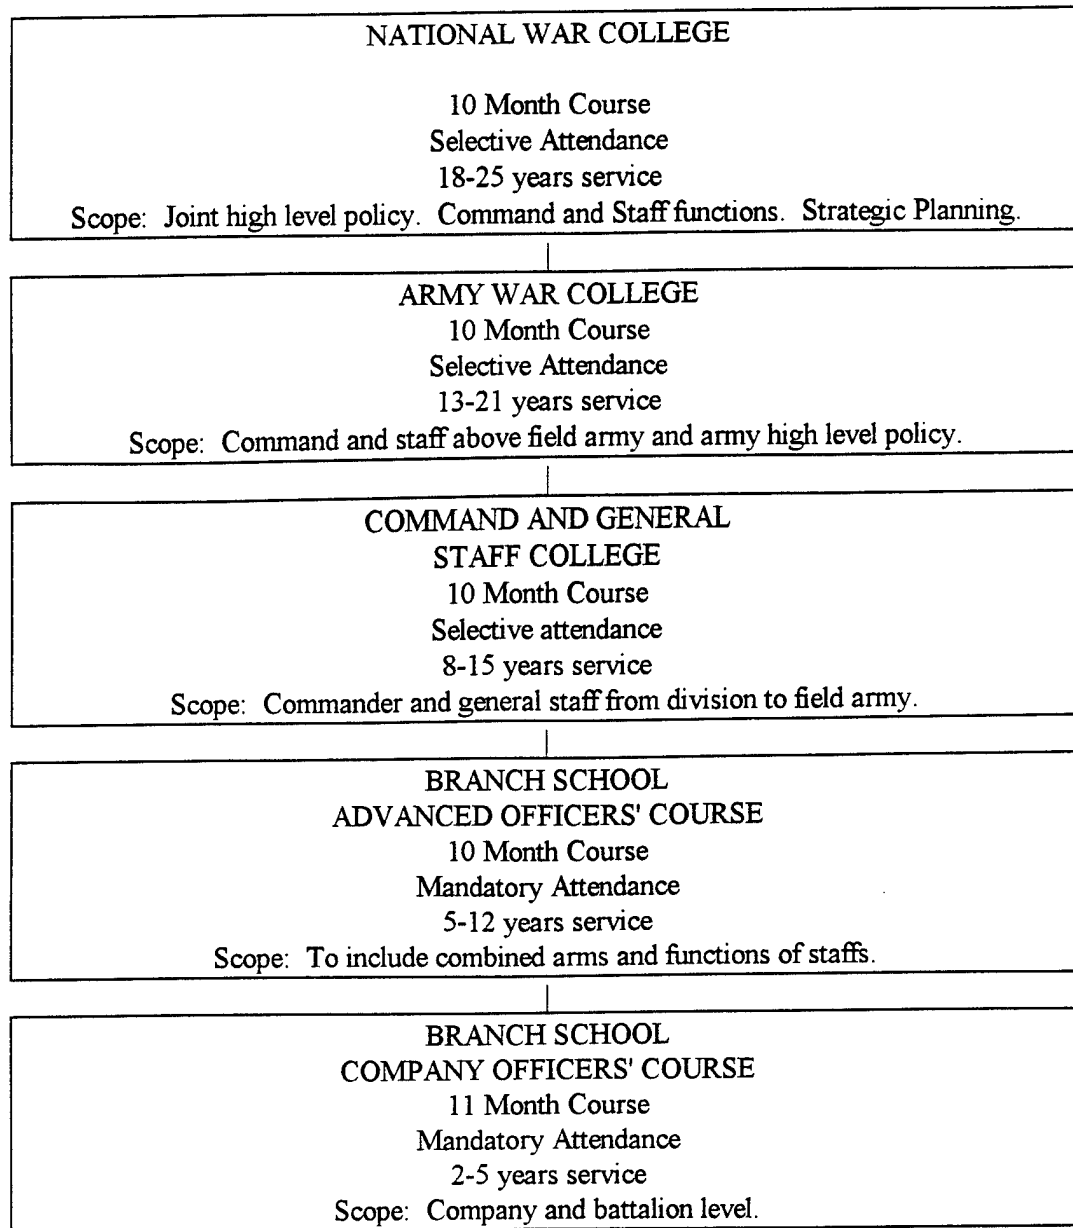 NATIONAL WAR COLLEGE
10 Month Course
Selective Attendance
18-25 years service
Scope: Joint high level policy. Command and Staff functions. Strategic Planning.
ARMY WAR COLLEGE
10 Month Course
Selective Attendance
13-21 years service
Scope: Command and staff above field army and army high level policy.
COMMAND AND GENERAL
STAFF COLLEGE
10 Month Course
Selective attendance
8-15 years service
Scope: Commander and general staff from division to field army.
BRANCH SCHOOL
ADVANCED OFFICERS' COURSE
10 Month Course
Mandatory Attendance
5-12 years service
Scope: To include combined arms and functions of staffs.
BRANCH SCHOOL
COMPANY OFFICERS' COURSE
11 Month Course
Mandatory Attendance
2-5 years service
Scope: Company and battalion level.